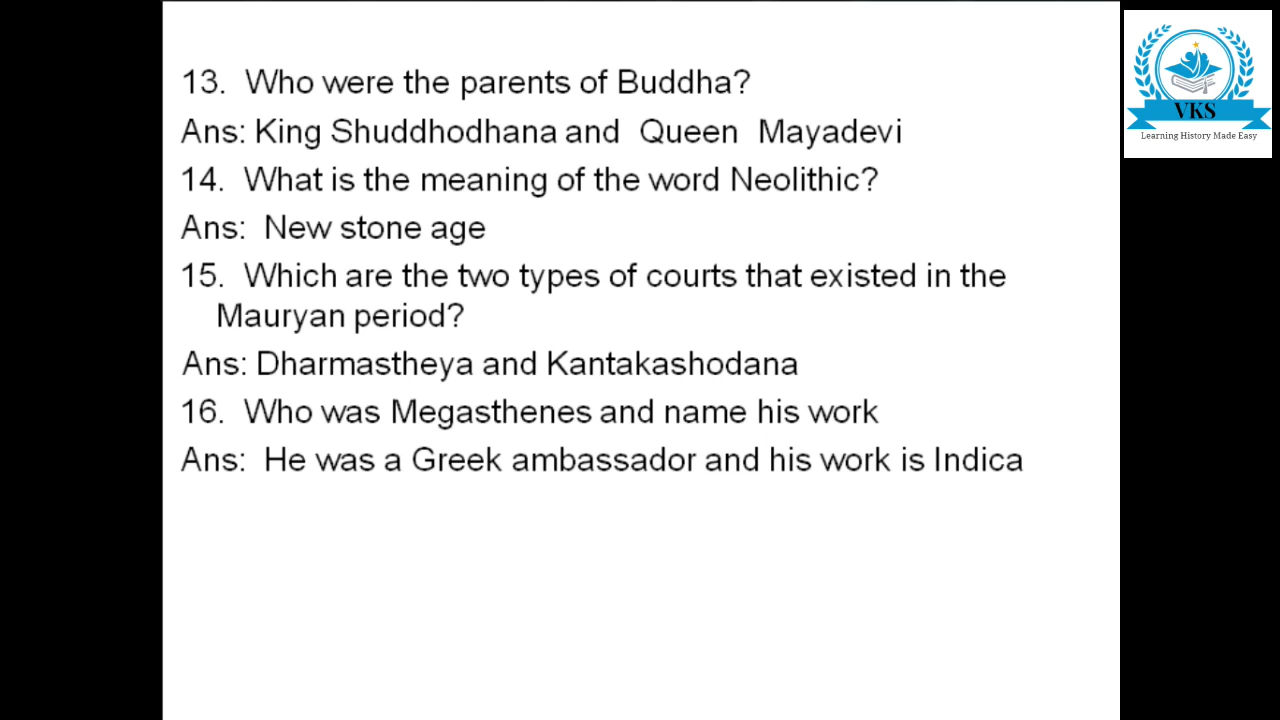 13. Who were the parents of Buddha?
Ans: King Shuddhodhana and Queen Mayadevi
14. What is the meaning of the word Neolithic?
Ans: New stone age
15. Which are the two types of courts that existed in the
Mauryan period?
Ans: Dharmastheya and Kantakashodana
16. Who was Megasthenes and name his work
Ans: He was a Greek ambassador and his work is Indica
VKS
Learning History Made Easy